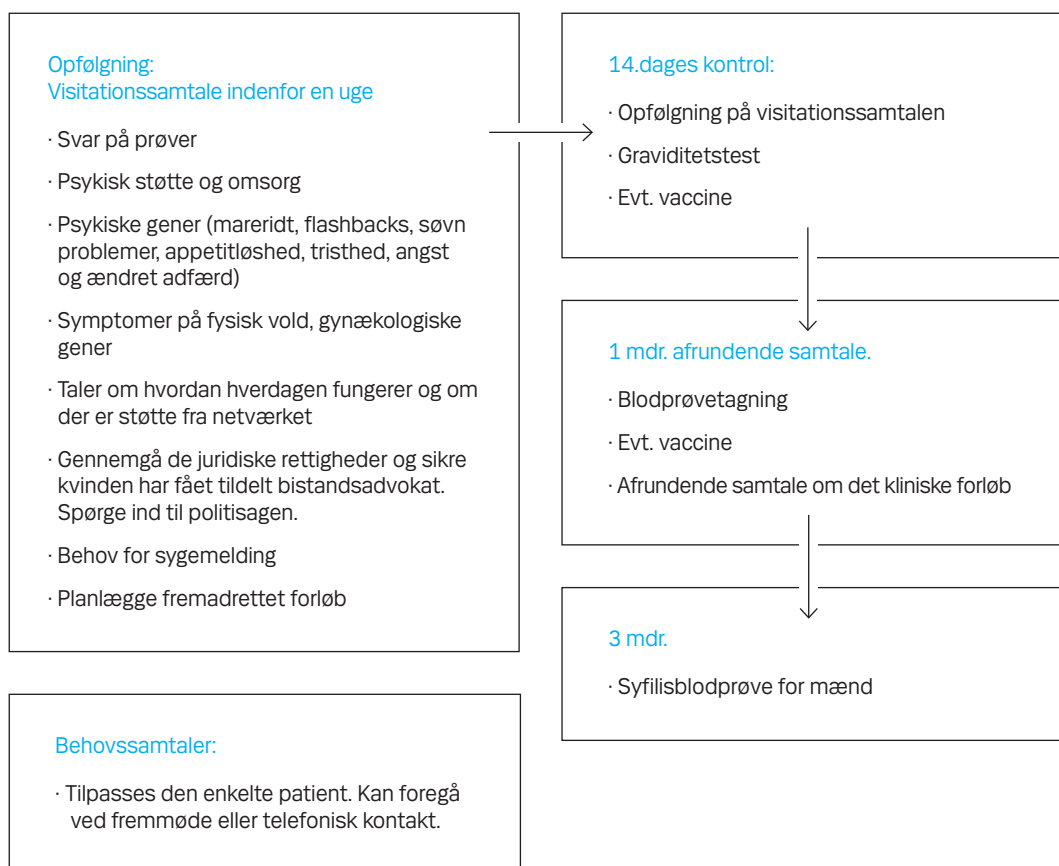 Opfølgning:
Visitationssamtale indenfor en uge
· Svar på prøver
· Psykisk støtte og omsorg
· Psykiske gener (mareridt, flashbacks, søvn
problemer, appetitløshed, tristhed, angst
og ændret adfærd)
· Symptomer på fysisk vold, gynækologiske
gener
· Taler om hvordan hverdagen fungerer og om
der er støtte fra netværket
· Gennemgå de juridiske rettigheder og sikre
kvinden har fået tildelt bistandsadvokat.
Spørge ind til politisagen.
· Behov for sygemelding
· Planlægge fremadrettet forløb
14.dages kontrol:
· Opfølgning på visitationssamtalen
· Graviditetstest
· Evt. vaccine
1 mdr. afrundende samtale.
· Blodprøvetagning
· Evt. vaccine
· Afrundende samtale om det kliniske forløb
3 mdr.
· Syfilisblodprøve for mænd
Behovssamtaler:
· Tilpasses den enkelte patient. Kan foregå
ved fremmøde eller telefonisk kontakt.